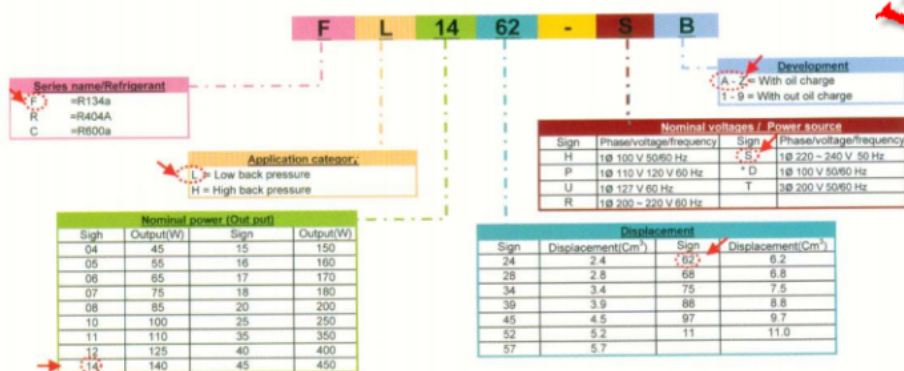 F L 14 62 - S B
Series name/Refrigerant
F =R134a
R =R404A
C =R600a
Application category:
L = Low back pressure
H = High back pressure
Nominal power (Out put)
Sigh Output(W) Sign Output(W)
04 45 15 150
05 55 16 160
06 65 17 170
07 75 18 180
08 85 20 200
10 100 25 250
11 110 35 350
12 125 40 400
14 140 45 450
Development
A - Z = With oil charge
1 - 9 = With out oil charge
Nominal voltages / Power source
Sign Phase/voltage/frequency Sign Phase/voltage/frequency
H 1Ø 100 V 50/60 Hz S 1Ø 220 ~ 240 V 50 Hz
P 1Ø 110 V 120 V 60 Hz * D 1Ø 100 V 50/60 Hz
U 1Ø 127 V 60 Hz T 3Ø 200 V 50/60 Hz
R 1Ø 200 ~ 220 V 60 Hz
Displacement
Sign Displacement(Cm³) Sign Displacement(Cm³)
24 2.4 62 6.2
28 2.8 68 6.8
34 3.4 75 7.5
39 3.9 88 8.8
45 4.5 97 9.7
52 5.2 11 11.0
57 5.7